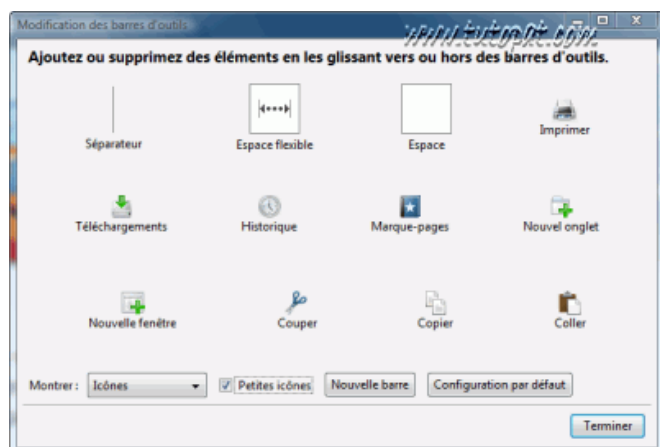 Modification des barres d'outils
www.tutopat.com
Ajoutez ou supprimez des éléments en les glissant vers ou hors des barres d'outils.
Séparateur Espace flexible Espace Imprimer
Téléchargements Historique Marque-pages Nouvel onglet
Nouvelle fenêtre Couper Copier Coller
Montrer : Icônes Petites icônes Nouvelle barre Configuration par défaut
Terminer